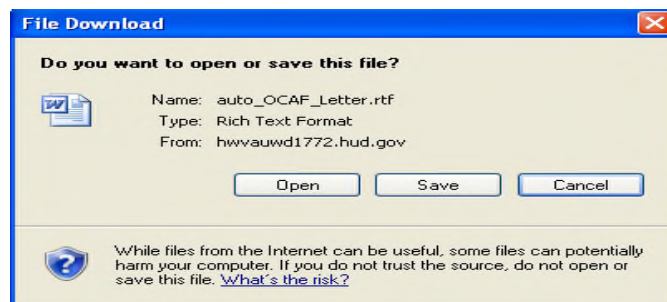 File Download
Do you want to open or save this file?
Name: auto_OCAF_Letter.rtf
Type: Rich Text Format
From: hwvauwd1772.hud.gov
Open Save Cancel
While files from the Internet can be useful, some files can potentially
harm your computer. If you do not trust the source, do not open or
save this file. What's the risk?